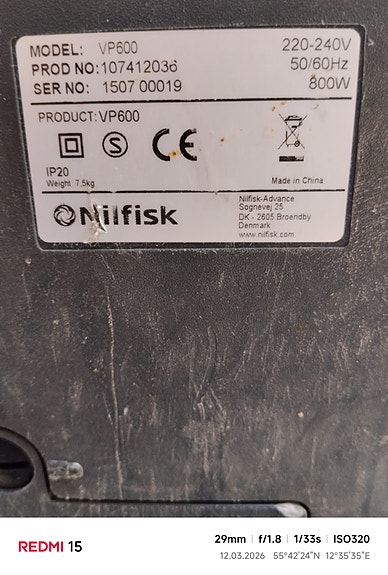 MODEL: VP600 220-240V
PROD NO: 107412036 50/60Hz
SER NO: 1507 00019 800W
PRODUCT: VP600
S
CE
IP20
Weight 7,5kg
Made in China
Nilfisk
Nilfisk-Advance
Sognevej 25
DK - 2605 Broendby
Denmark
www.nilfisk.com
REDMI 15
29mm | f/1.8 | 1/33s | ISO320
12.03.2026 55°42'24"N 12°35'35"E